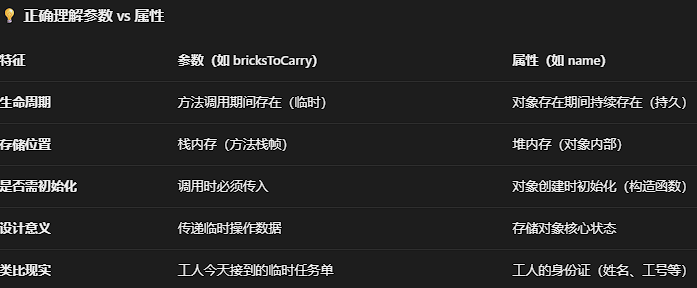 💡 正确理解参数 vs 属性
特征 参数（如 bricksToCarry） 属性（如 name）
生命周期 方法调用期间存在（临时） 对象存在期间持续存在（持久）
存储位置 栈内存（方法栈帧） 堆内存（对象内部）
是否需初始化 调用时必须传入 对象创建时初始化（构造函数）
设计意义 传递临时操作数据 存储对象核心状态
类比现实 工人今天接到的临时任务单 工人的身份证（姓名、工号等）